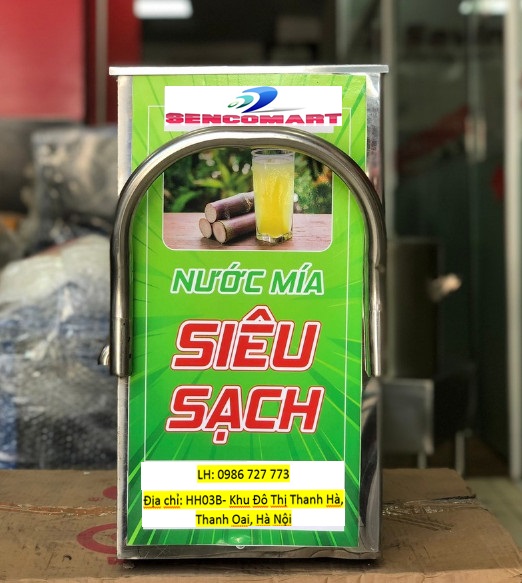 SENCOMART
NƯỚC MÍA
SIÊU
SẠCH
LH: 0986 727 773
Địa chỉ: HH03B- Khu Đô Thị Thanh Hà,
Thanh Oai, Hà Nội